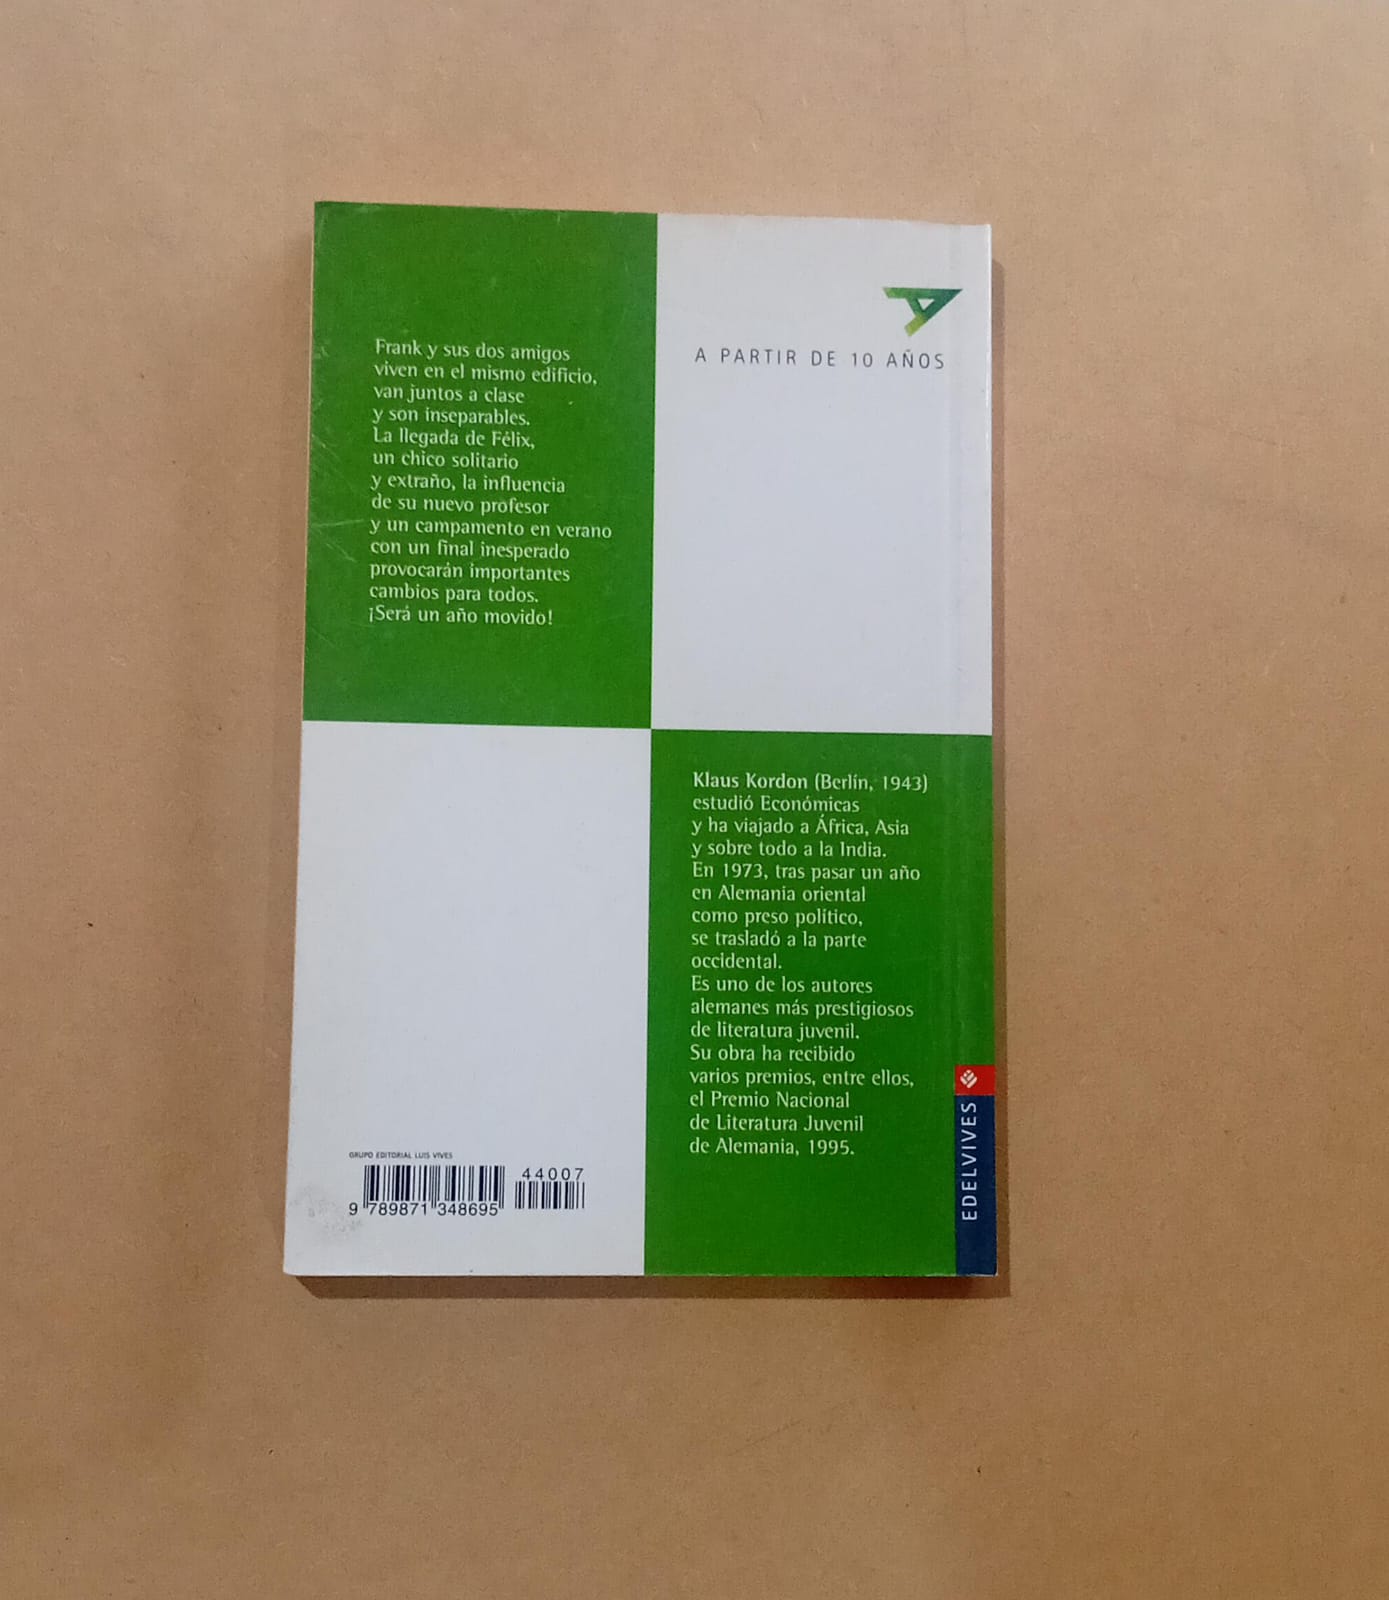 Frank y sus dos amigos
viven en el mismo edificio,
van juntos a clase
y son inseparables.
La llegada de Félix,
un chico solitario
y extraño, la influencia
de su nuevo profesor
y un campamento en verano
con un final inesperado
provocarán importantes
cambios para todos.
¡Será un año movido!
A PARTIR DE 10 AÑOS
Klaus Kordon (Berlín, 1943)
estudió Económicas
y ha viajado a África, Asia
y sobre todo a la India.
En 1973, tras pasar un año
en Alemania oriental
como preso político,
se trasladó a la parte
occidental.
Es uno de los autores
alemanes más prestigiosos
de literatura juvenil.
Su obra ha recibido
varios premios, entre ellos,
el Premio Nacional
de Literatura Juvenil
de Alemania, 1995.
GRUPO EDITORIAL LUIS VIVES
44007
9 789871 348695
EDELVIVES